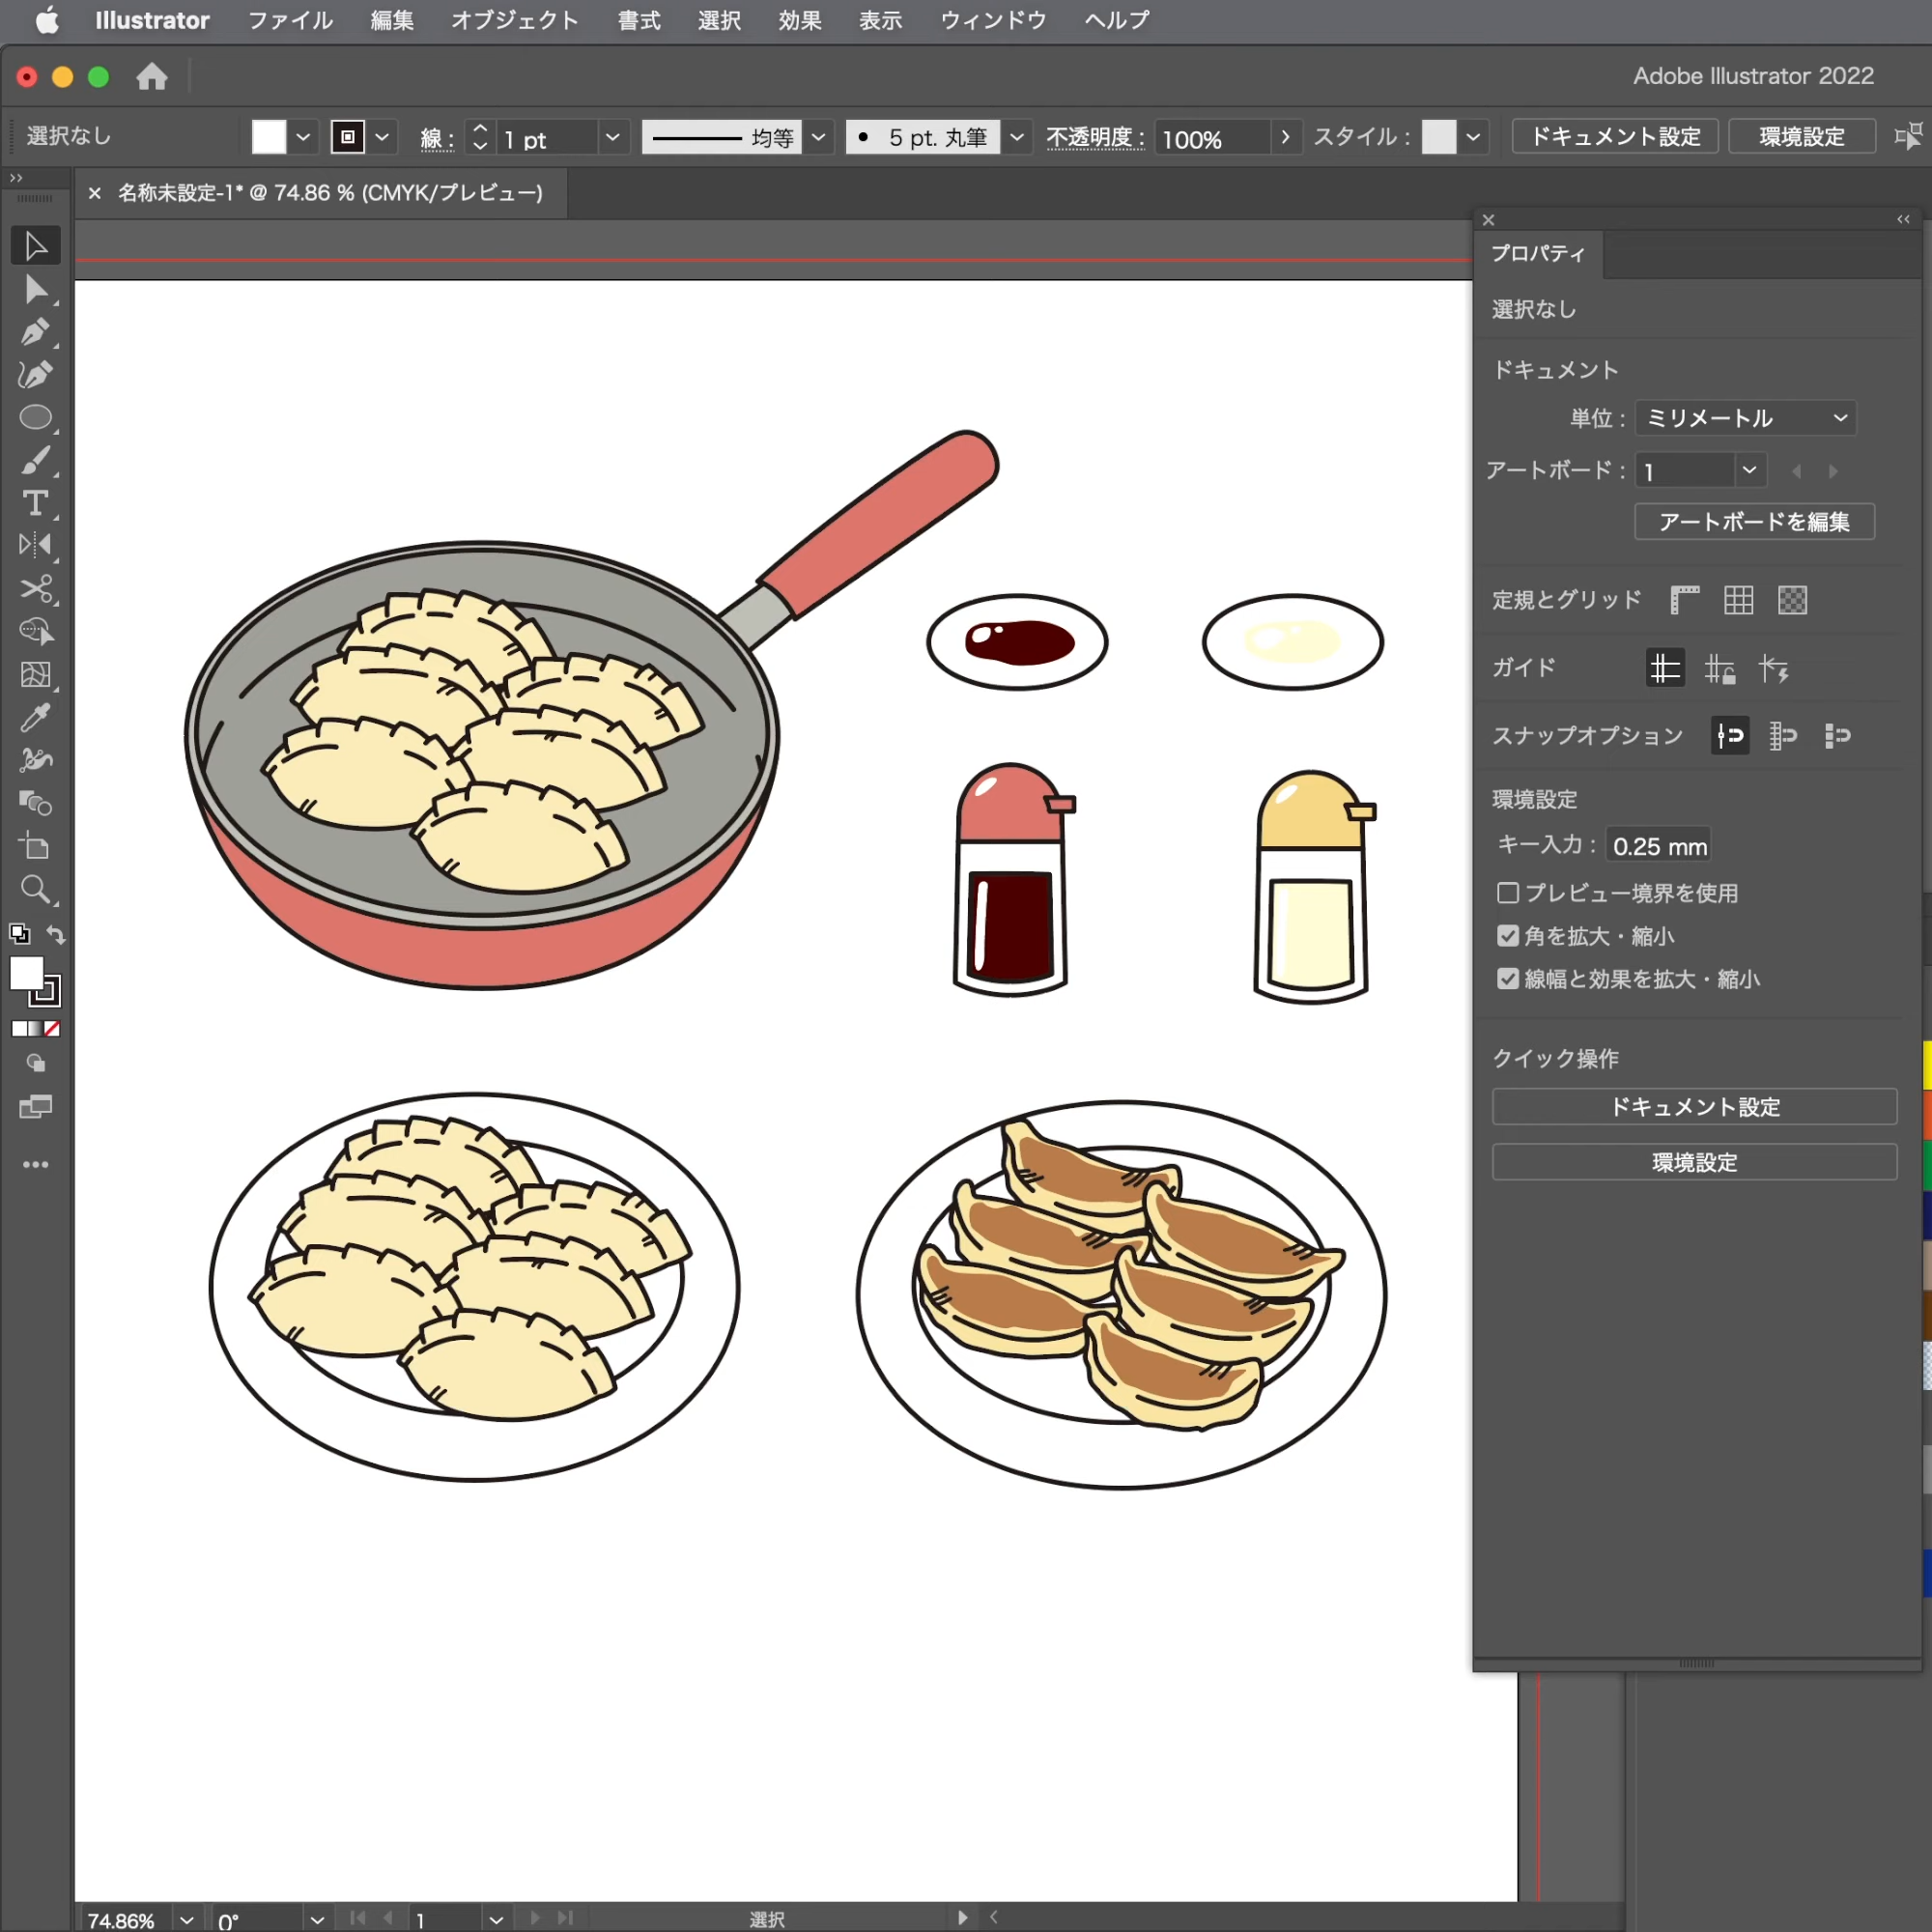 Illustrator ファイル 編集 オブジェクト 書式 選択 効果 表示 ウィンドウ ヘルプ
Adobe Illustrator 2022
選択なし 線: 1 pt 均等 5 pt. 丸筆 不透明度: 100% スタイル: ドキュメント設定 環境設定
× 名称未設定-1* @ 74.86 % (CMYK/プレビュー)
プロパティ
選択なし
ドキュメント
単位: ミリメートル
アートボード: 1
アートボードを編集
定規とグリッド
ガイド
スナップオプション
環境設定
キー入力: 0.25 mm
プレビュー境界を使用
角を拡大・縮小
線幅と効果を拡大・縮小
クイック操作
ドキュメント設定
環境設定
74.86% 0° 1 選択